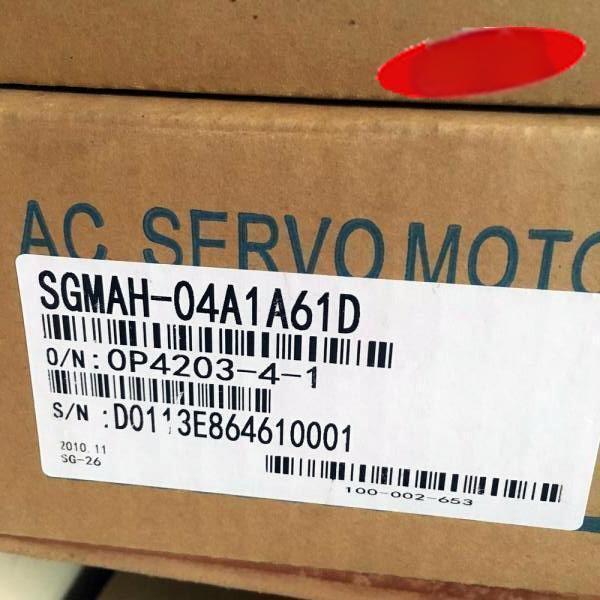 AC SERVO MOTO
SGMAH-04A1A61D
O/N: OP4203-4-1
S/N :D0113E864610001
2010.11
SG-26
100-002-653